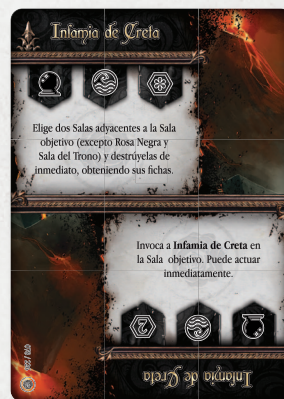 Infamia de Creta
Elige dos Salas adyacentes a la Sala
objetivo (excepto Rosa Negra y
Sala del Trono) y destrúyelas de
inmediato, obteniendo sus fichas.
Invoca a Infamia de Creta en
la Sala objetivo. Puede actuar
inmediatamente.
Infamia de Creta